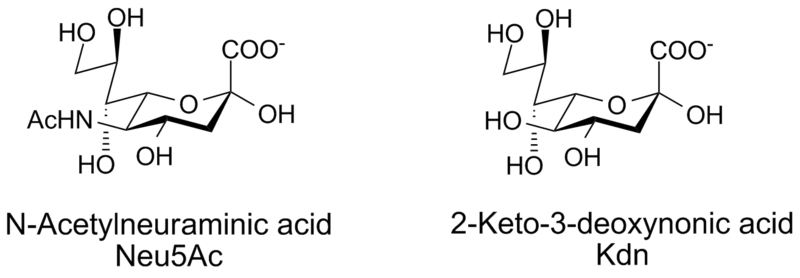 HO OH
COO-
O
OH
AcHN
OH
HO
N-Acetylneuraminic acid
Neu5Ac
HO OH
COO-
O
OH
HO
OH
HO
2-Keto-3-deoxynonic acid
Kdn